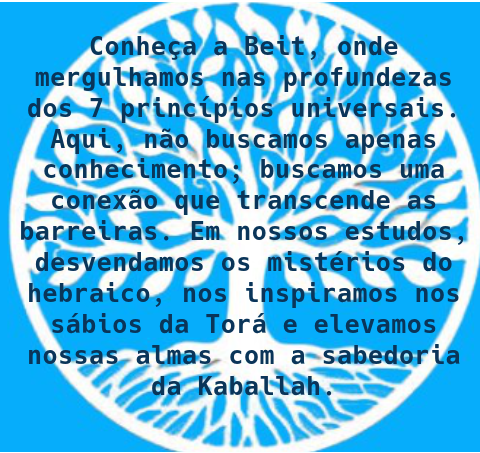 Conheça a Beit, onde
mergulhamos nas profundezas
dos 7 princípios universais.
Aqui, não buscamos apenas
conhecimento; buscamos uma
conexão que transcende as
barreiras. Em nossos estudos,
desvendamos os mistérios do
hebraico, nos inspiramos nos
sábios da Torá e elevamos
nossas almas com a sabedoria
da Kaballah.